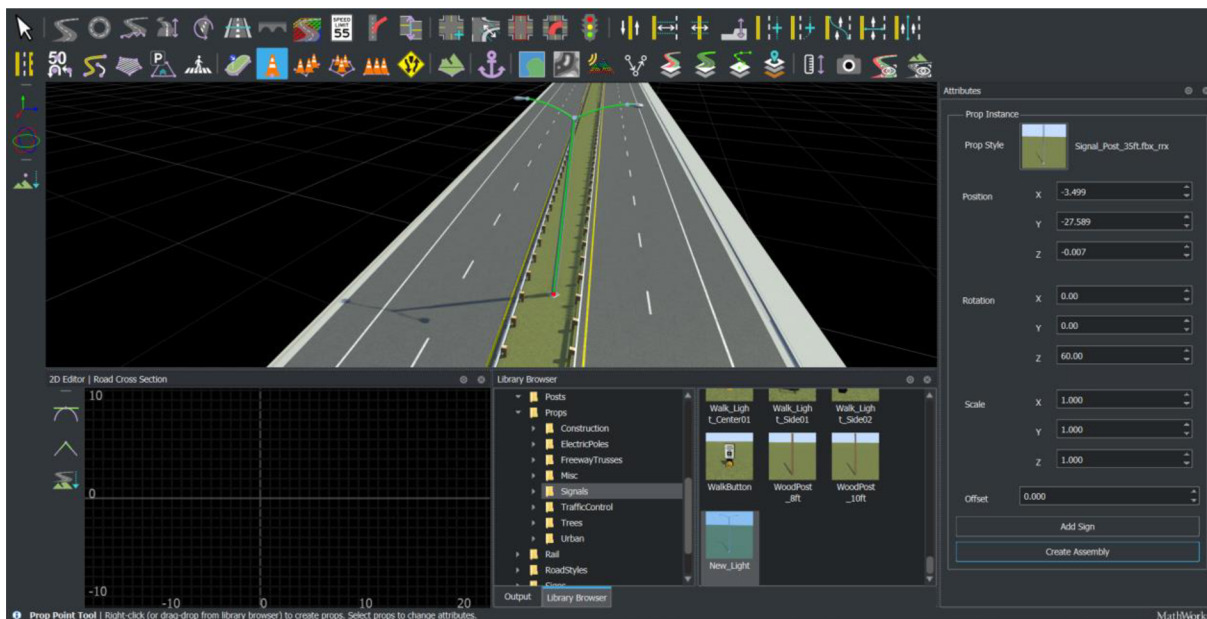 SPEED
LIMIT
55
50
P
Attributes
Prop Instance
Prop Style
Signal_Post_35ft.fbx_rrx
Position
X
-3.499
Y
-27.589
Z
-0.007
Rotation
X
0.00
Y
0.00
Z
60.00
Scale
X
1.000
Y
1.000
Z
1.000
Offset
0.000
Add Sign
Create Assembly
2D Editor | Road Cross Section
10
0
-10
-10
0
10
20
Library Browser
Posts
Props
Construction
ElectricPoles
FreewayTrusses
Misc
Signals
TrafficControl
Trees
Urban
Rail
RoadStyles
Signs
Walk_Ligh
t_Center01
Walk_Ligh
t_Side01
Walk_Ligh
t_Side02
WalkButton
WoodPost
_8ft
WoodPost
_10ft
New_Light
Output
Library Browser
Prop Point Tool | Right-click (or drag-drop from library browser) to create props. Select props to change attributes.
MathWork